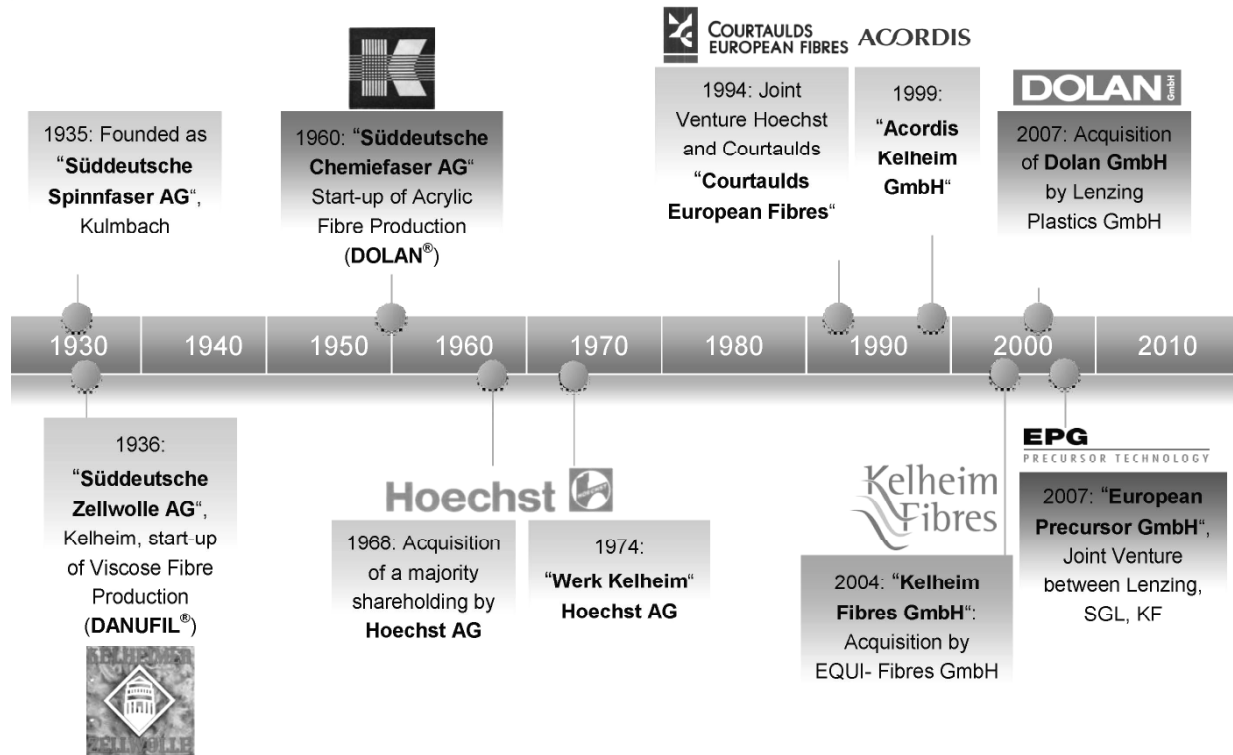 COURTAULDS
EUROPEAN FIBRES
ACORDIS
DOLAN GmbH
1935: Founded as
“Süddeutsche
Spinnfaser AG“,
Kulmbach
1960: “Süddeutsche
Chemiefaser AG“
Start-up of Acrylic
Fibre Production
(DOLAN®)
1994: Joint
Venture Hoechst
and Courtaulds
“Courtaulds
European Fibres“
1999:
“Acordis
Kelheim
GmbH“
2007: Acquisition
of Dolan GmbH
by Lenzing
Plastics GmbH
1930 1940 1950 1960 1970 1980 1990 2000 2010
1936:
“Süddeutsche
Zellwolle AG“,
Kelheim, start-up
of Viscose Fibre
Production
(DANUFIL®)
KELHEIMER
ZELLWOLLE
Hoechst
1968: Acquisition
of a majority
shareholding by
Hoechst AG
1974:
“Werk Kelheim“
Hoechst AG
Kelheim
Fibres
2004: “Kelheim
Fibres GmbH“:
Acquisition by
EQUI- Fibres GmbH
EPG
PRECURSOR TECHNOLOGY
2007: “European
Precursor GmbH“,
Joint Venture
between Lenzing,
SGL, KF